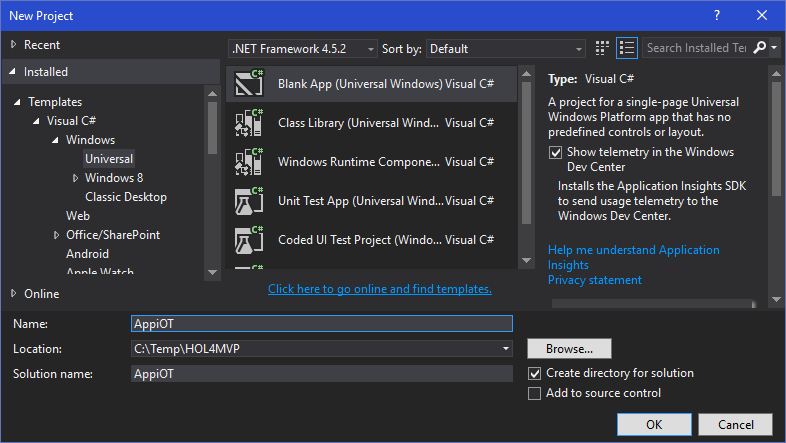 New Project
Recent
.NET Framework 4.5.2
Sort by:
Default
Search Installed Te
Installed
Templates
Visual C#
Windows
Universal
Windows 8
Classic Desktop
Web
Office/SharePoint
Android
Apple Watch
Online
Blank App (Universal Windows) Visual C#
Class Library (Universal Wind... Visual C#
Windows Runtime Compone... Visual C#
Unit Test App (Universal Wind... Visual C#
Coded UI Test Project (Windo... Visual C#
Click here to go online and find templates.
Type: Visual C#
A project for a single-page Universal
Windows Platform app that has no
predefined controls or layout.
Show telemetry in the Windows
Dev Center
Installs the Application Insights SDK
to send usage telemetry to the
Windows Dev Center.
Help me understand Application
Insights
Privacy statement
Name: AppiOT
Location: C:\Temp\HOL4MVP
Browse...
Solution name: AppiOT
Create directory for solution
Add to source control
OK
Cancel